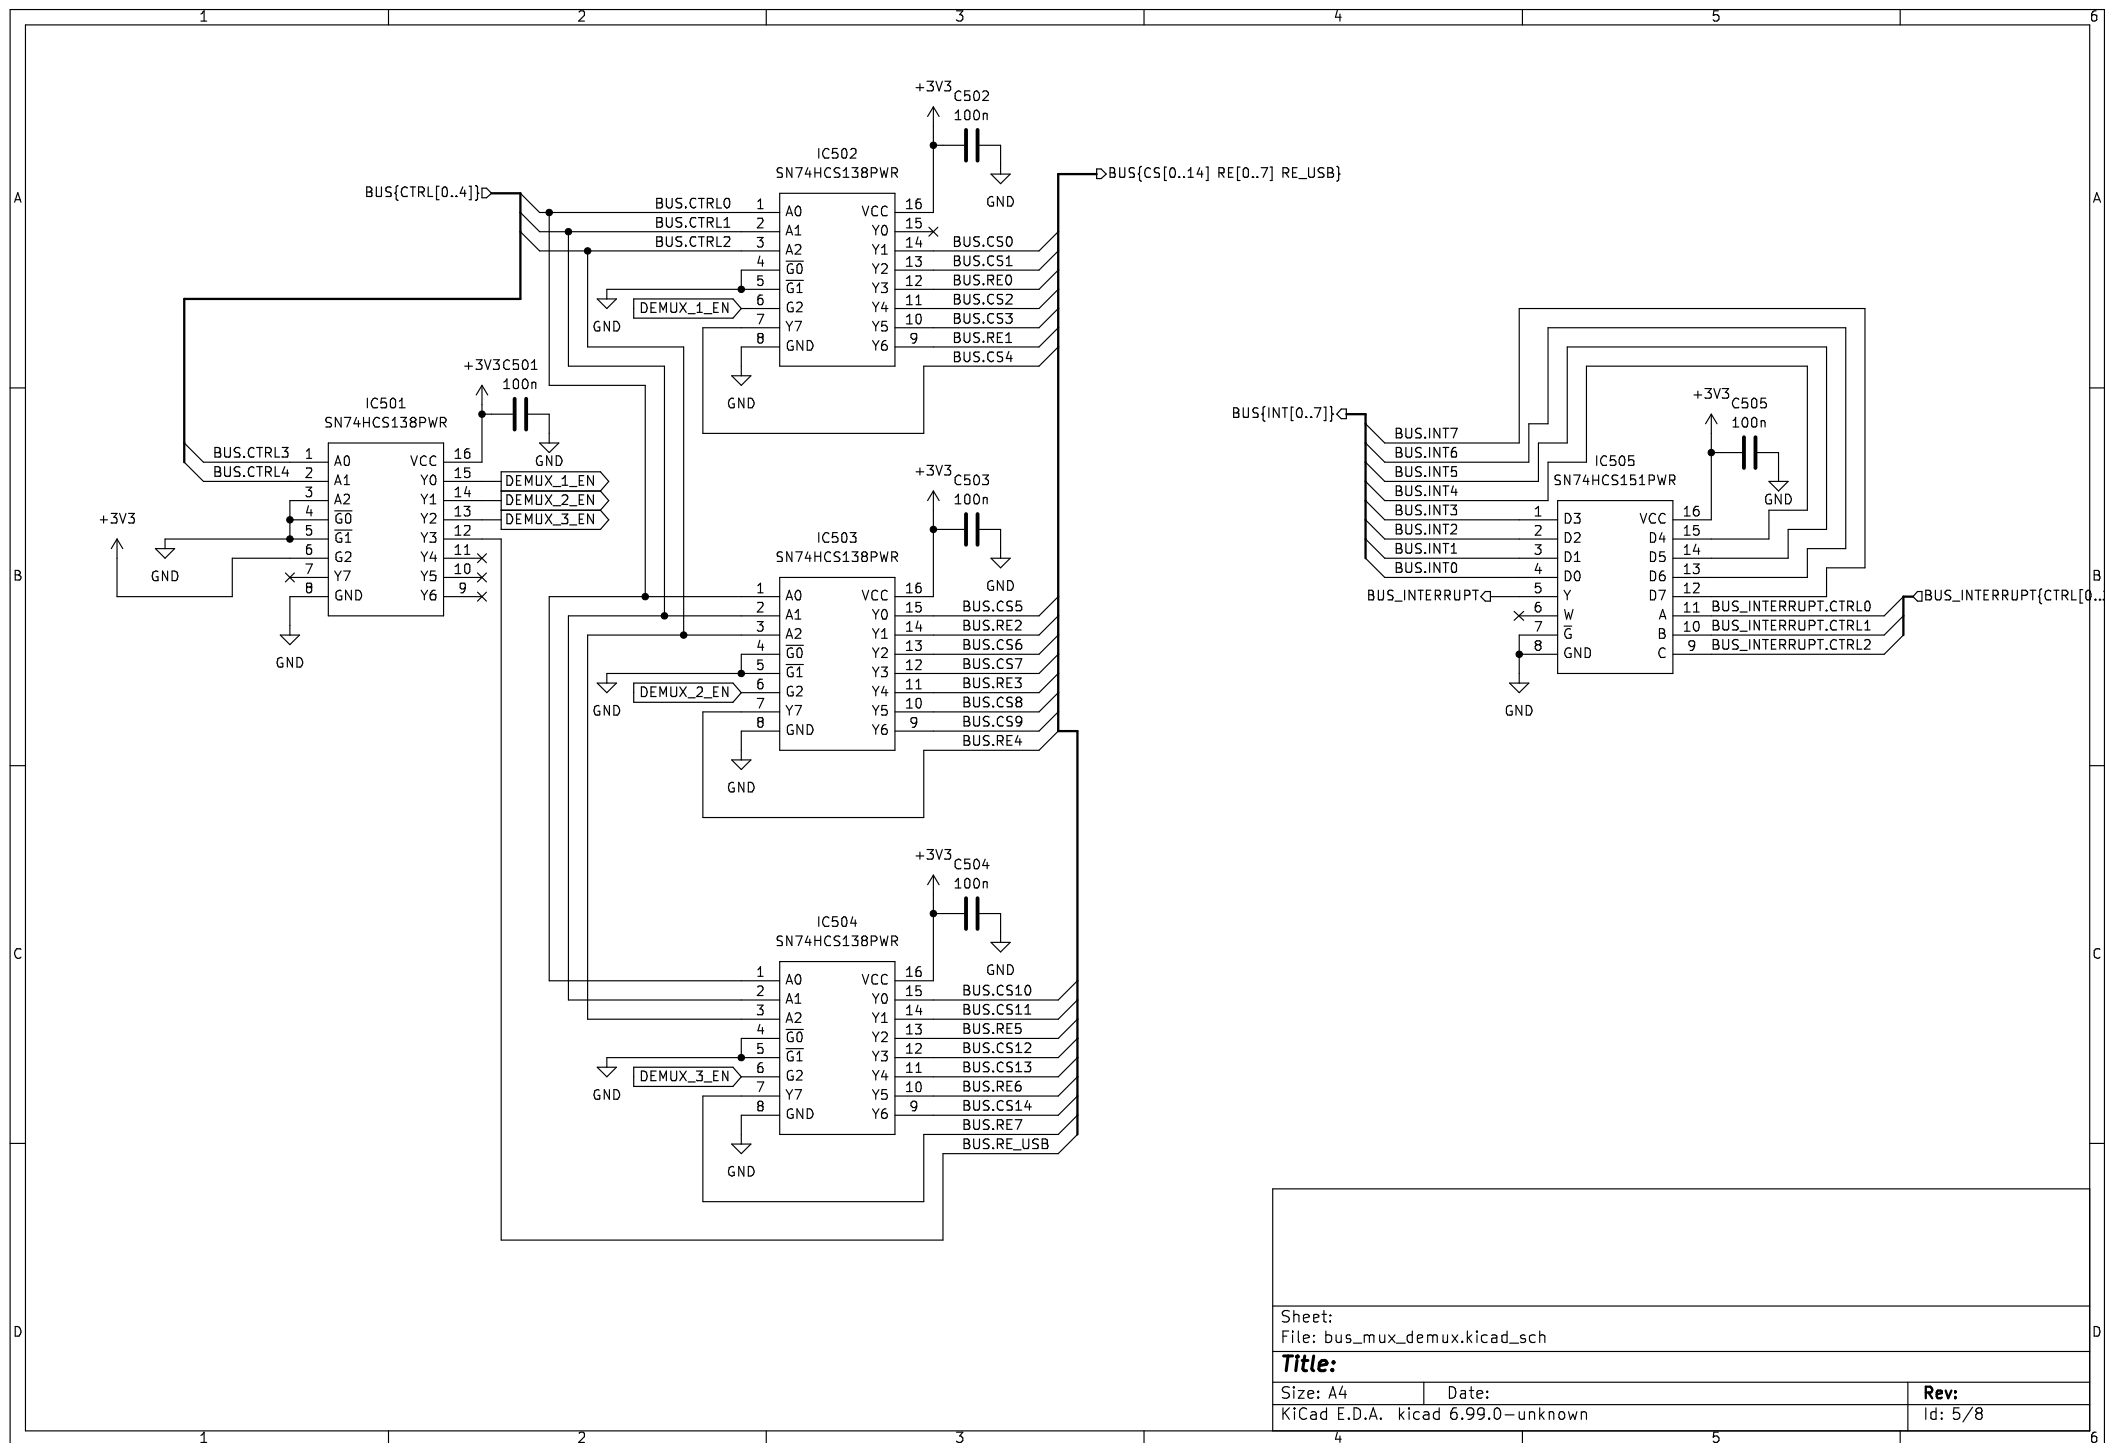 1 2 3 4 5 6
A
B
C
D
BUS{CTRL[0..4]}
+3V3
C502
100n
GND
IC502
SN74HCS138PWR
BUS.CTRL0 1 A0 VCC 16
BUS.CTRL1 2 A1 Y0 15
BUS.CTRL2 3 A2 Y1 14 BUS.CS0
4 G0 Y2 13 BUS.CS1
5 G1 Y3 12 BUS.RE0
DEMUX_1_EN 6 G2 Y4 11 BUS.CS2
7 Y7 Y5 10 BUS.CS3
8 GND Y6 9 BUS.RE1
BUS.CS4
GND
GND
BUS{CS[0..14] RE[0..7] RE_USB}
+3V3
C501
100n
GND
IC501
SN74HCS138PWR
BUS.CTRL3 1 A0 VCC 16
BUS.CTRL4 2 A1 Y0 15 DEMUX_1_EN
3 A2 Y1 14 DEMUX_2_EN
4 G0 Y2 13 DEMUX_3_EN
5 G1 Y3 12
6 G2 Y4 11
7 Y7 Y5 10
8 GND Y6 9
+3V3
GND
GND
+3V3
C503
100n
GND
IC503
SN74HCS138PWR
1 A0 VCC 16
2 A1 Y0 15 BUS.CS5
3 A2 Y1 14 BUS.RE2
4 G0 Y2 13 BUS.CS6
5 G1 Y3 12 BUS.CS7
DEMUX_2_EN 6 G2 Y4 11 BUS.RE3
7 Y7 Y5 10 BUS.CS8
8 GND Y6 9 BUS.CS9
BUS.RE4
GND
GND
+3V3
C504
100n
GND
IC504
SN74HCS138PWR
1 A0 VCC 16
2 A1 Y0 15 BUS.CS10
3 A2 Y1 14 BUS.CS11
4 G0 Y2 13 BUS.RE5
5 G1 Y3 12 BUS.CS12
DEMUX_3_EN 6 G2 Y4 11 BUS.CS13
7 Y7 Y5 10 BUS.RE6
8 GND Y6 9 BUS.CS14
BUS.RE7
BUS.RE_USB
GND
GND
BUS{INT[0..7]}
BUS.INT7
BUS.INT6
BUS.INT5
BUS.INT4
+3V3
C505
100n
GND
IC505
SN74HCS151PWR
BUS.INT3 1 D3 VCC 16
BUS.INT2 2 D2 D4 15
BUS.INT1 3 D1 D5 14
BUS.INT0 4 D0 D6 13
BUS_INTERRUPT 5 Y D7 12
6 W A 11 BUS_INTERRUPT.CTRL0
7 G B 10 BUS_INTERRUPT.CTRL1
8 GND C 9 BUS_INTERRUPT.CTRL2
GND
BUS_INTERRUPT{CTRL[0..
A
B
C
D
Sheet:
File: bus_mux_demux.kicad_sch
Title:
Size: A4 Date: Rev:
KiCad E.D.A. kicad 6.99.0-unknown Id: 5/8
1 2 3 4 5 6